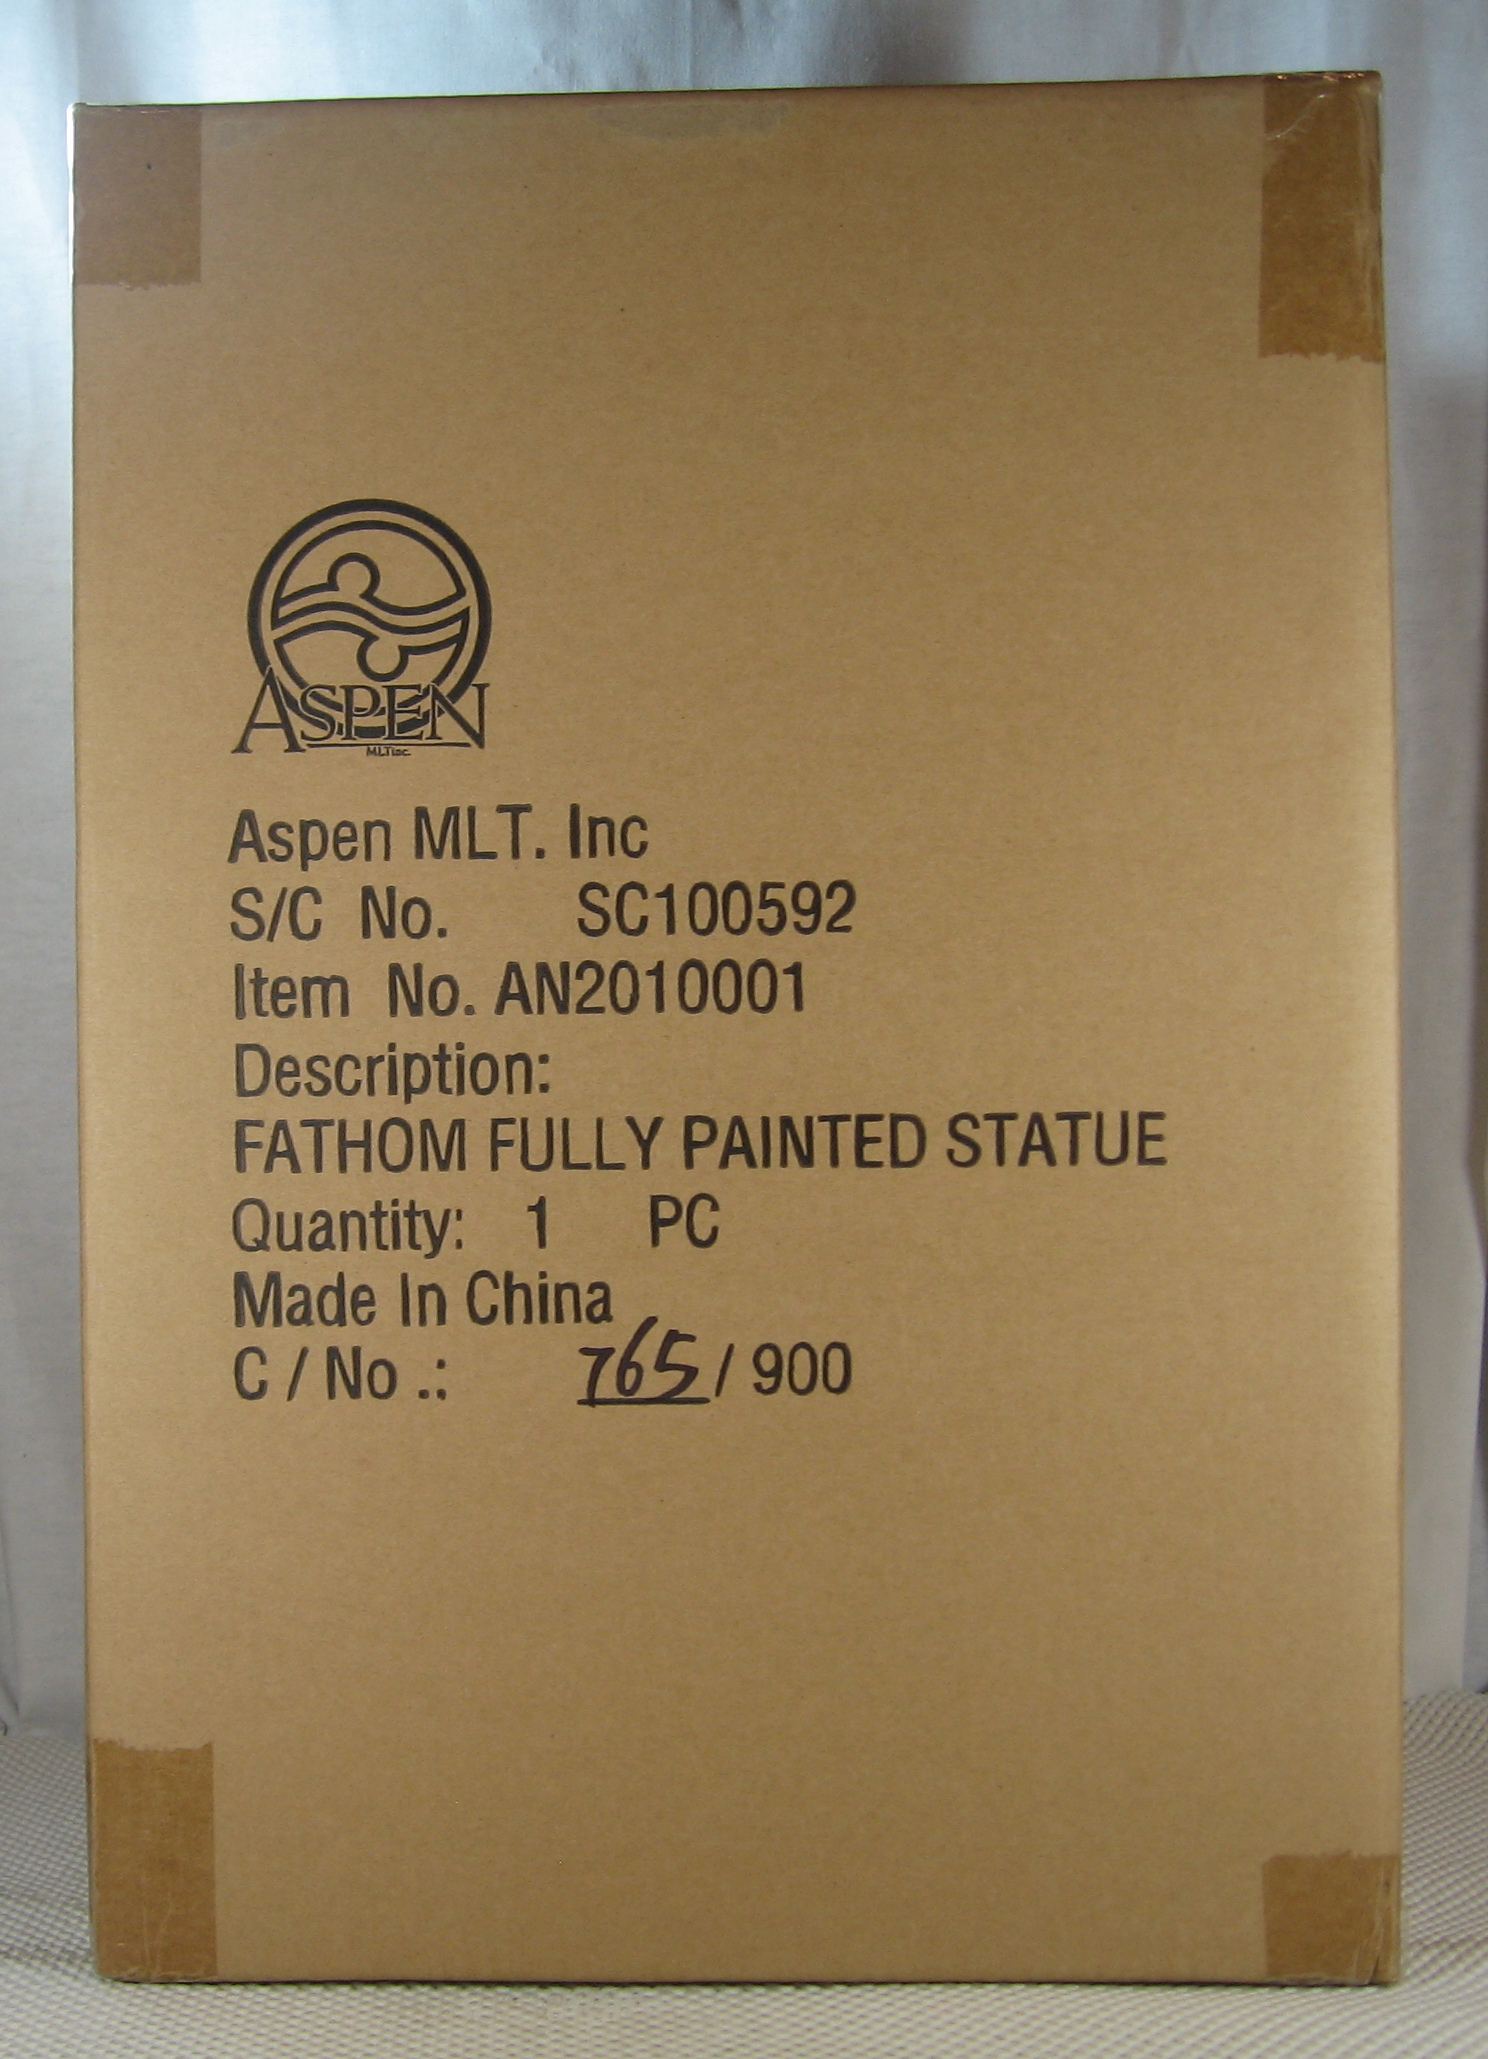 ASPEN
MLT Inc.
Aspen MLT. Inc
S/C No. SC100592
Item No. AN2010001
Description:
FATHOM FULLY PAINTED STATUE
Quantity: 1 PC
Made In China
C / No .: 765 / 900